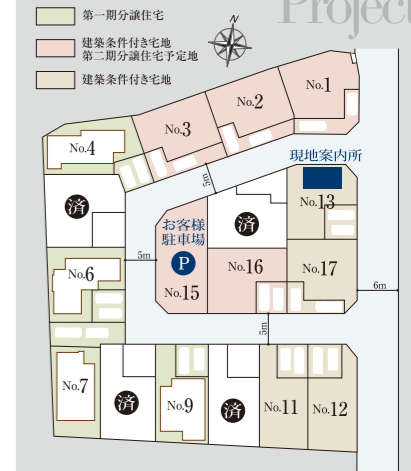 Project
N
第一期分譲住宅
建築条件付き宅地
第二期分譲住宅予定地
建築条件付き宅地
No.1
No.2
No.3
No.4
済
5m
現地案内所
No.13
お客様
駐車場
P
No.15
済
No.16
No.17
5m
6m
No.6
5m
No.7
済
No.9
済
No.11
No.12